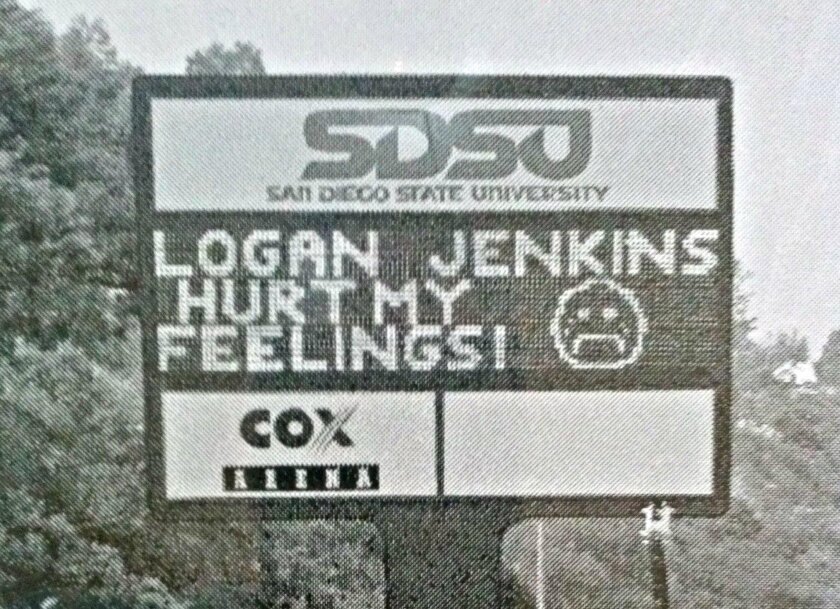 SDSU
SAN DIEGO STATE UNIVERSITY
LOGAN JENKINS
HURT MY
FEELINGS!
COX
ARENA